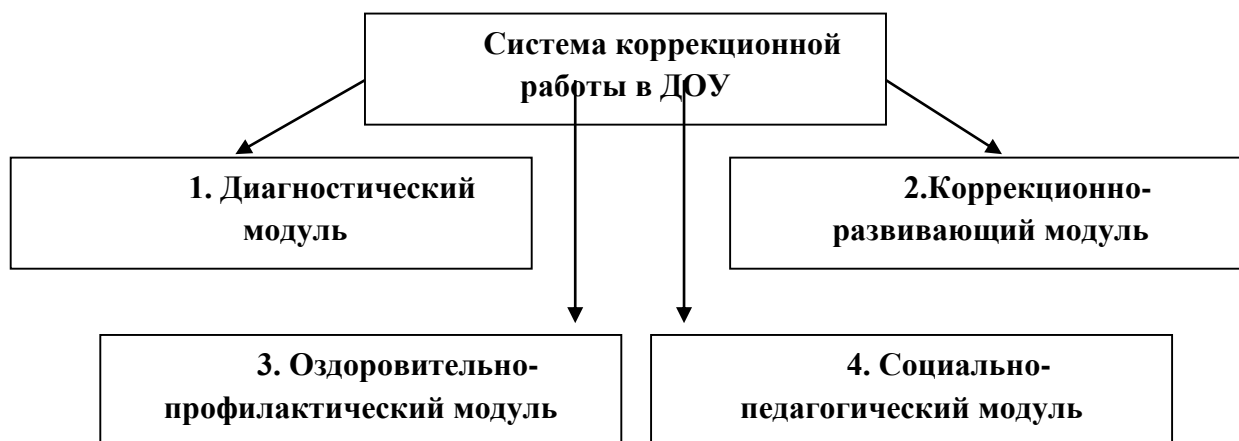 Система коррекционной
работы в ДОУ
1. Диагностический
модуль
2.Коррекционно-
развивающий модуль
3. Оздоровительно-
профилактический модуль
4. Социально-
педагогический модуль